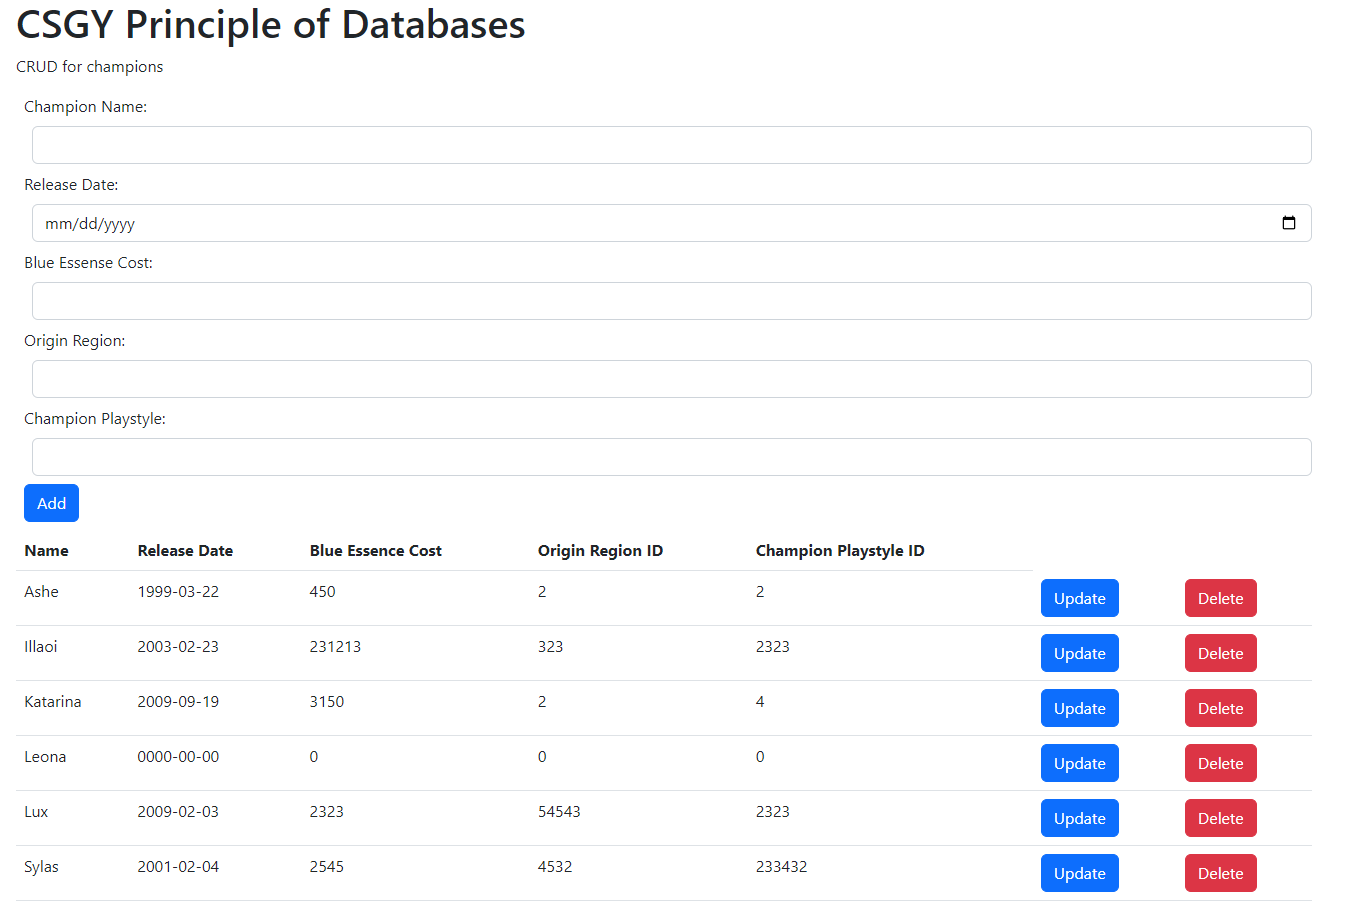 CSGY Principle of Databases
CRUD for champions
Champion Name:
Release Date:
mm/dd/yyyy
Blue Essense Cost:
Origin Region:
Champion Playstyle:
Add
Name Release Date Blue Essence Cost Origin Region ID Champion Playstyle ID
Ashe 1999-03-22 450 2 2 Update Delete
Illaoi 2003-02-23 231213 323 2323 Update Delete
Katarina 2009-09-19 3150 2 4 Update Delete
Leona 0000-00-00 0 0 0 Update Delete
Lux 2009-02-03 2323 54543 2323 Update Delete
Sylas 2001-02-04 2545 4532 233432 Update Delete